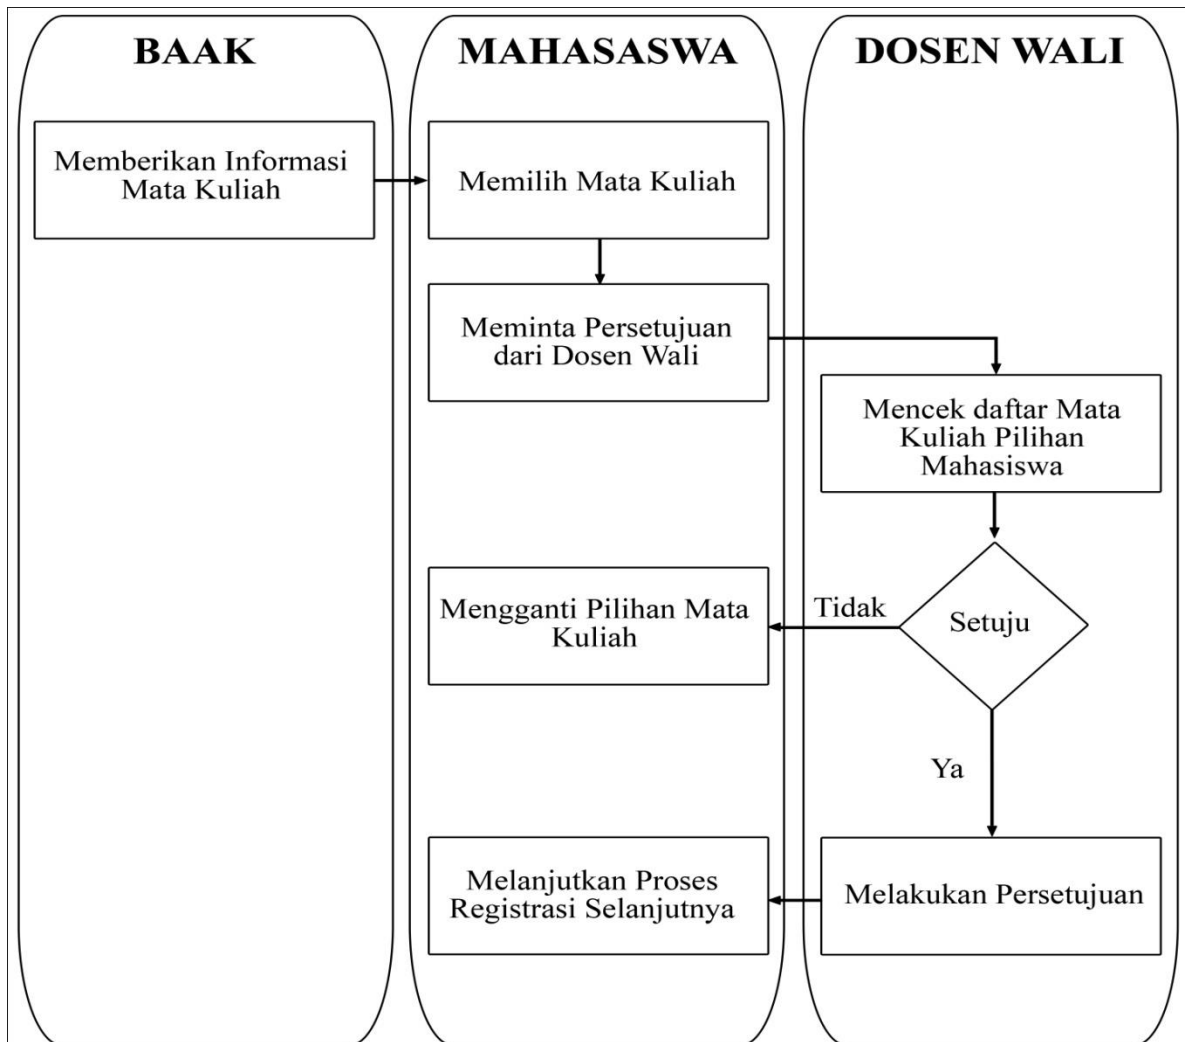 BAAK
MAHASASWA
DOSEN WALI
Memberikan Informasi
Mata Kuliah
Memilih Mata Kuliah
Meminta Persetujuan
dari Dosen Wali
Mencek daftar Mata
Kuliah Pilihan
Mahasiswa
Mengganti Pilihan Mata
Kuliah
Tidak
Setuju
Ya
Melanjutkan Proses
Registrasi Selanjutnya
Melakukan Persetujuan